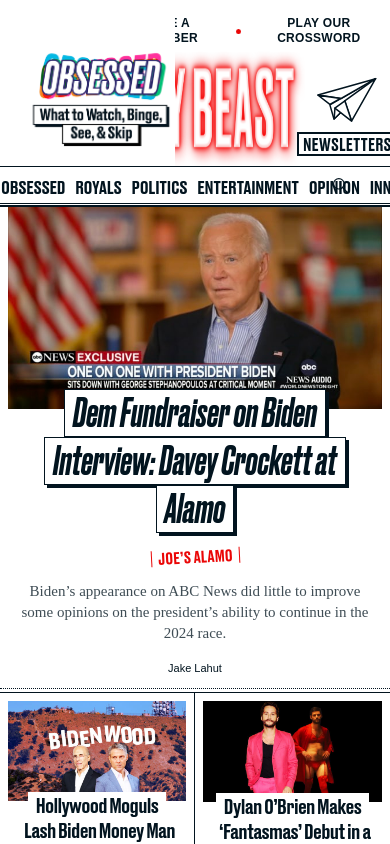 E A
BER
PLAY OUR
CROSSWORD
OBSESSED
What to Watch, Binge,
See, & Skip
Y BEAST
NEWSLETTERS
OBSESSED ROYALS POLITICS ENTERTAINMENT OPINION INN
abc NEWS EXCLUSIVE
ONE ON ONE WITH PRESIDENT BIDEN
SITS DOWN WITH GEORGE STEPHANOPOULOS AT CRITICAL MOMENT
abc
NEWS AUDIO
#WORLDNEWSTONIGHT
Dem Fundraiser on Biden
Interview: Davey Crockett at
Alamo
JOE'S ALAMO
Biden’s appearance on ABC News did little to improve
some opinions on the president’s ability to continue in the
2024 race.
Jake Lahut
BIDENWOOD
Hollywood Moguls
Lash Biden Money Man
Dylan O’Brien Makes
‘Fantasmas’ Debut in a